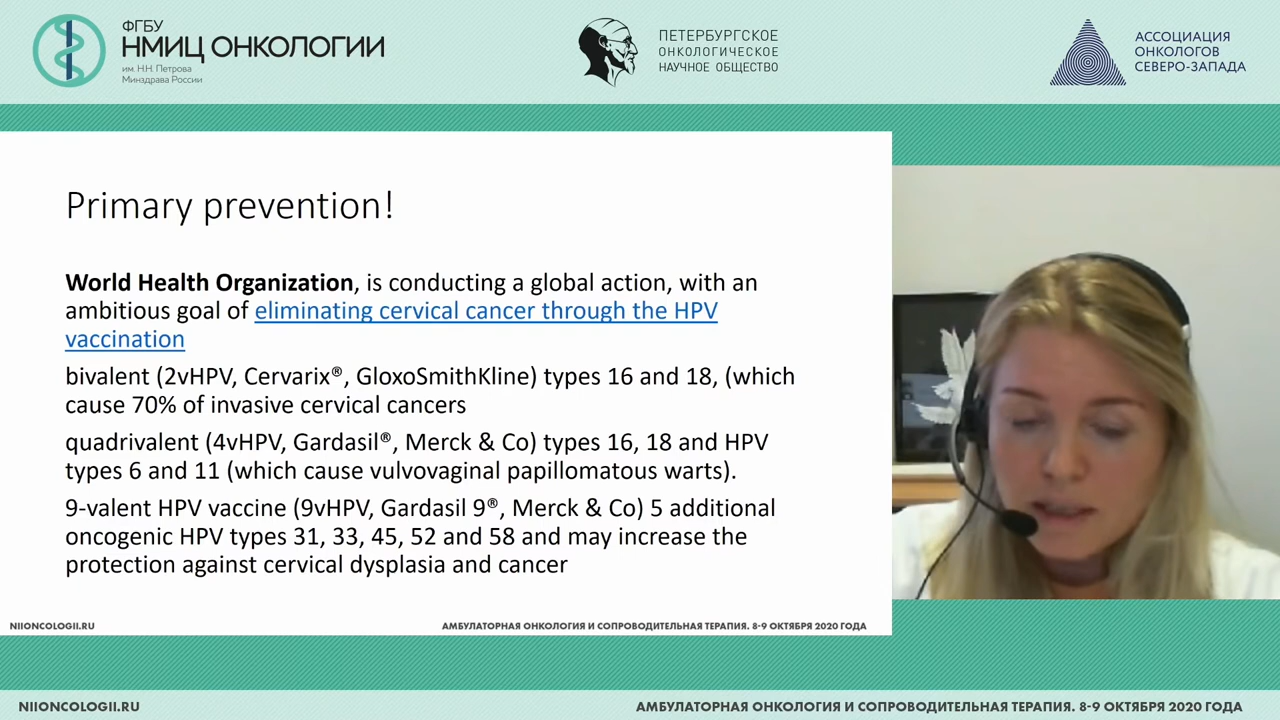 ФГБУ
НМИЦ ОНКОЛОГИИ
им. Н.Н. Петрова
Минздрава России
ПЕТЕРБУРГСКОЕ
ОНКОЛОГИЧЕСКОЕ
НАУЧНОЕ ОБЩЕСТВО
АССОЦИАЦИЯ
ОНКОЛОГОВ
СЕВЕРО-ЗАПАДА
Primary prevention!
World Health Organization, is conducting a global action, with an
ambitious goal of eliminating cervical cancer through the HPV
vaccination
bivalent (2vHPV, Cervarix®, GloxoSmithKline) types 16 and 18, (which
cause 70% of invasive cervical cancers
quadrivalent (4vHPV, Gardasil®, Merck & Co) types 16, 18 and HPV
types 6 and 11 (which cause vulvovaginal papillomatous warts).
9-valent HPV vaccine (9vHPV, Gardasil 9®, Merck & Co) 5 additional
oncogenic HPV types 31, 33, 45, 52 and 58 and may increase the
protection against cervical dysplasia and cancer
NIIONCOLOGII.RU
АМБУЛАТОРНАЯ ОНКОЛОГИЯ И СОПРОВОДИТЕЛЬНАЯ ТЕРАПИЯ. 8-9 ОКТЯБРЯ 2020 ГОДА
NIIONCOLOGII.RU
АМБУЛАТОРНАЯ ОНКОЛОГИЯ И СОПРОВОДИТЕЛЬНАЯ ТЕРАПИЯ. 8-9 ОКТЯБРЯ 2020 ГОДА